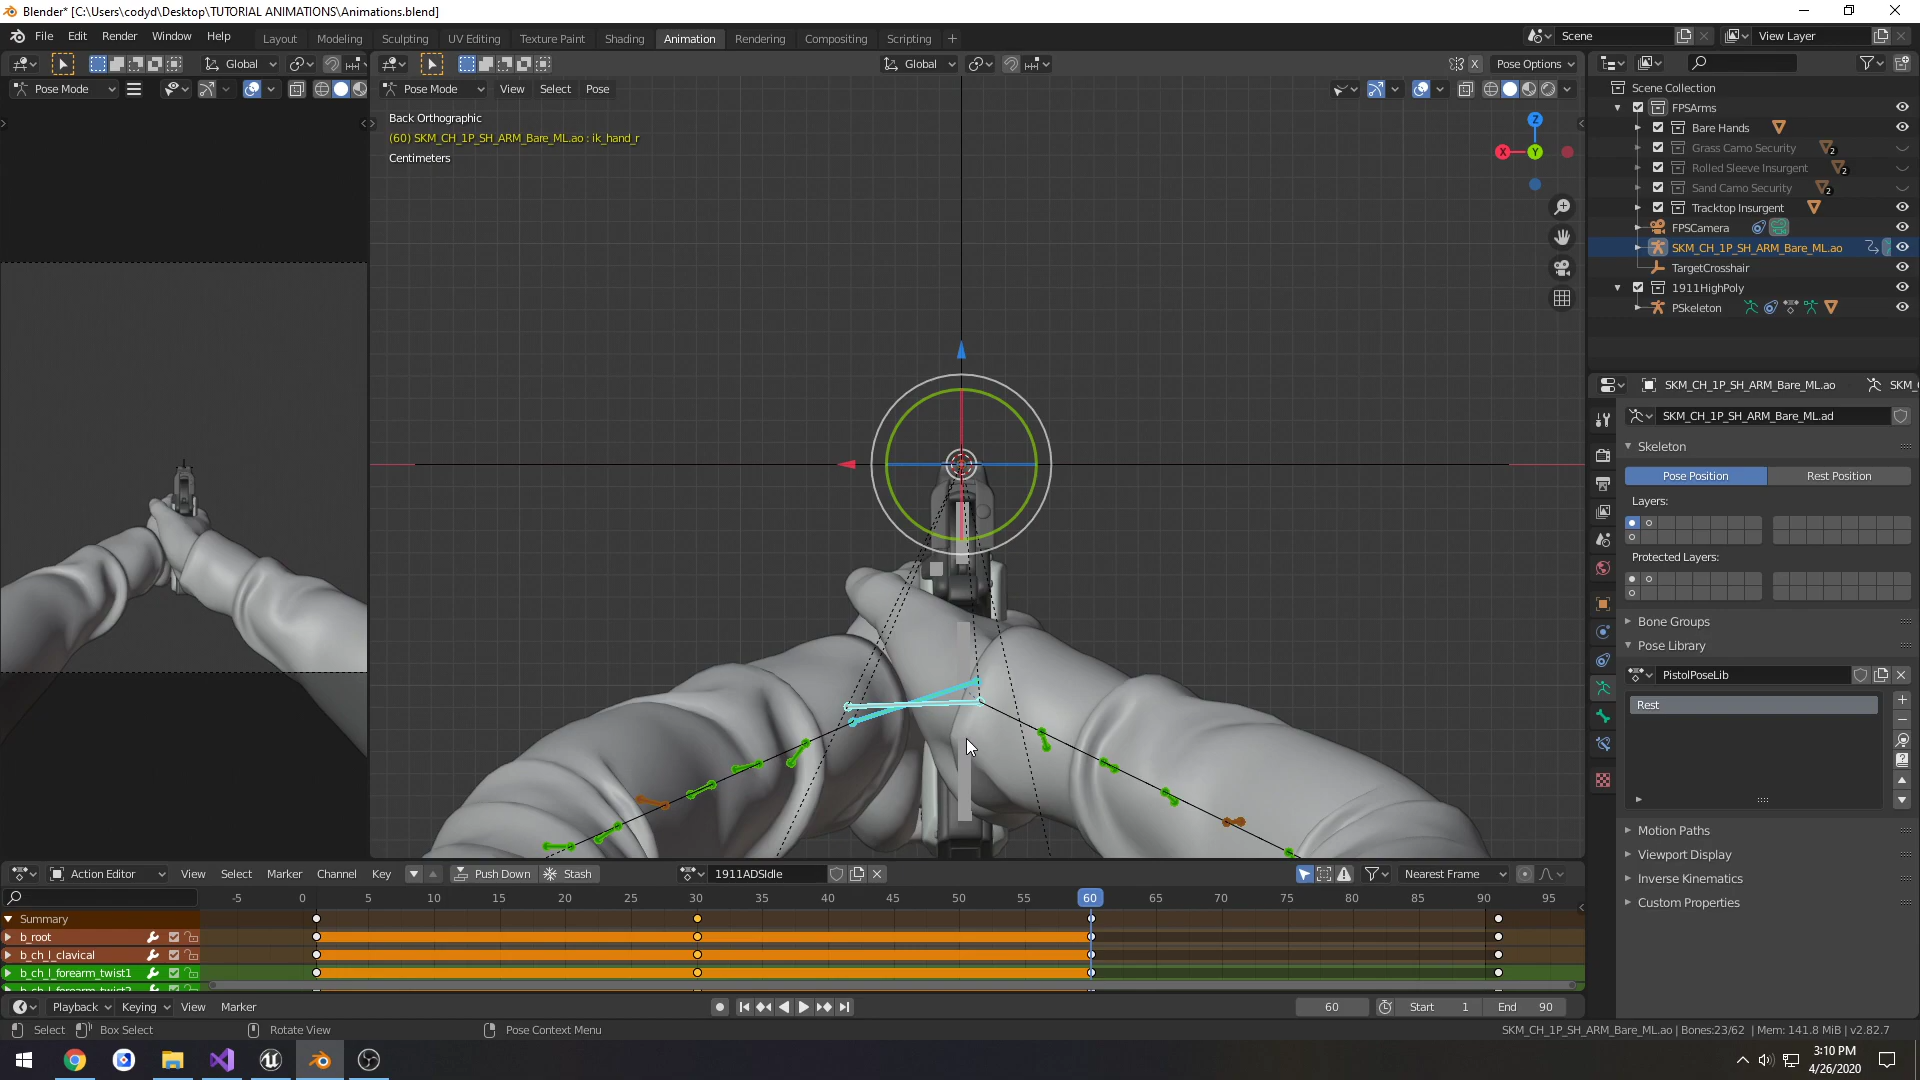 Blender* [C:\Users\codyd\Desktop\TUTORIAL ANIMATIONS\Animations.blend]
File Edit Render Window Help
Layout Modeling Sculpting UV Editing Texture Paint Shading Animation Rendering Compositing Scripting +
Scene
View Layer
Global
Global
Pose Options
Pose Mode
Pose Mode View Select Pose
Back Orthographic
(60) SKM_CH_1P_SH_ARM_Bare_ML.ao : ik_hand_r
Centimeters
Z
X
Y
Scene Collection
FPSArms
Bare Hands
Grass Camo Security 2
Rolled Sleeve Insurgent 2
Sand Camo Security 2
Tracktop Insurgent
FPSCamera
SKM_CH_1P_SH_ARM_Bare_ML.ao
TargetCrosshair
1911HighPoly
PSkeleton
SKM_CH_1P_SH_ARM_Bare_ML.ao SKM_
SKM_CH_1P_SH_ARM_Bare_ML.ad
Skeleton
Pose Position Rest Position
Layers:
Protected Layers:
Bone Groups
Pose Library
PistolPoseLib
Rest
Motion Paths
Viewport Display
Inverse Kinematics
Custom Properties
Action Editor View Select Marker Channel Key Push Down Stash 1911ADSIdle Nearest Frame
-5 0 5 10 15 20 25 30 35 40 45 50 55 60 65 70 75 80 85 90 95
Summary
b_root
b_ch_l_clavical
b_ch_l_forearm_twist1
b_ch_l_forearm_twist2
Playback Keying View Marker 60 Start 1 End 90
Select Box Select Rotate View Pose Context Menu
SKM_CH_1P_SH_ARM_Bare_ML.ao | Bones:23/62 | Mem: 141.8 MiB | v2.82.7
3:10 PM
4/26/2020